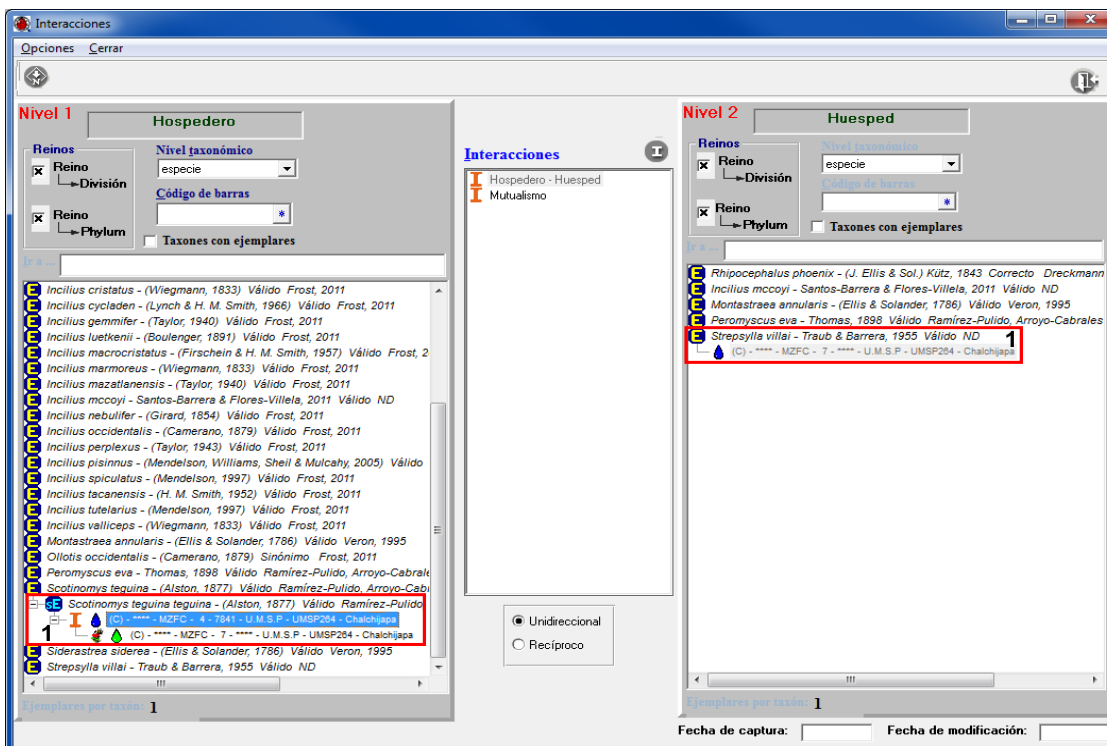 Interacciones
Opciones Cerrar
Nivel 1
Hospedero
Reinos
Reino
División
Reino
Phylum
Nivel taxonómico
especie
Código de barras
*
Taxones con ejemplares
Ir a ...
Incilius cristatus - (Wiegmann, 1833) Válido Frost, 2011
Incilius cycladen - (Lynch & H. M. Smith, 1966) Válido Frost, 2011
Incilius gemmifer - (Taylor, 1940) Válido Frost, 2011
Incilius luetkenii - (Boulenger, 1891) Válido Frost, 2011
Incilius macrocristatus - (Firschein & H. M. Smith, 1957) Válido Frost, 2
Incilius marmoreus - (Wiegmann, 1833) Válido Frost, 2011
Incilius mazatlanensis - (Taylor, 1940) Válido Frost, 2011
Incilius mccoyi - Santos-Barrera & Flores-Villela, 2011 Válido ND
Incilius nebulifer - (Girard, 1854) Válido Frost, 2011
Incilius occidentalis - (Camerano, 1879) Válido Frost, 2011
Incilius perplexus - (Taylor, 1943) Válido Frost, 2011
Incilius pisinnus - (Mendelson, Williams, Sheil & Mulcahy, 2005) Válido
Incilius spiculatus - (Mendelson, 1997) Válido Frost, 2011
Incilius tacanensis - (H. M. Smith, 1952) Válido Frost, 2011
Incilius tutelarius - (Mendelson, 1997) Válido Frost, 2011
Incilius valliceps - (Wiegmann, 1833) Válido Frost, 2011
Montastraea annularis - (Ellis & Solander, 1786) Válido Veron, 1995
Ollotis occidentalis - (Camerano, 1879) Sinónimo Frost, 2011
Peromyscus eva - Thomas, 1898 Válido Ramírez-Pulido, Arroyo-Cabrale
Scotinomys teguina - (Alston, 1877) Válido Ramírez-Pulido, Arroyo-Cab
Scotinomys teguina teguina - (Alston, 1877) Válido Ramírez-Pulido
(C) - **** - MZFC - 4 - 7841 - U.M.S.P - UMSP264 - Chalchijapa
1 (C) - **** - MZFC - 7 - **** - U.M.S.P - UMSP264 - Chalchijapa
Siderastrea siderea - (Ellis & Solander, 1786) Válido Veron, 1995
Strepsylla villai - Traub & Barrera, 1955 Válido ND
Ejemplares por taxón: 1
Interacciones
Hospedero - Huesped
Mutualismo
Unidireccional
Recíproco
Nivel 2
Huesped
Reinos
Reino
División
Reino
Phylum
Nivel taxonómico
especie
Código de barras
*
Taxones con ejemplares
Ir a ...
Rhipocephalus phoenix - (J. Ellis & Sol.) Kütz, 1843 Correcto Dreckmann
Incilius mccoyi - Santos-Barrera & Flores-Villela, 2011 Válido ND
Montastraea annularis - (Ellis & Solander, 1786) Válido Veron, 1995
Peromyscus eva - Thomas, 1898 Válido Ramírez-Pulido, Arroyo-Cabrales
Strepsylla villai - Traub & Barrera, 1955 Válido ND 1
(C) - **** - MZFC - 7 - **** - U.M.S.P - UMSP264 - Chalchijapa
Ejemplares por taxón: 1
Fecha de captura: Fecha de modificación: